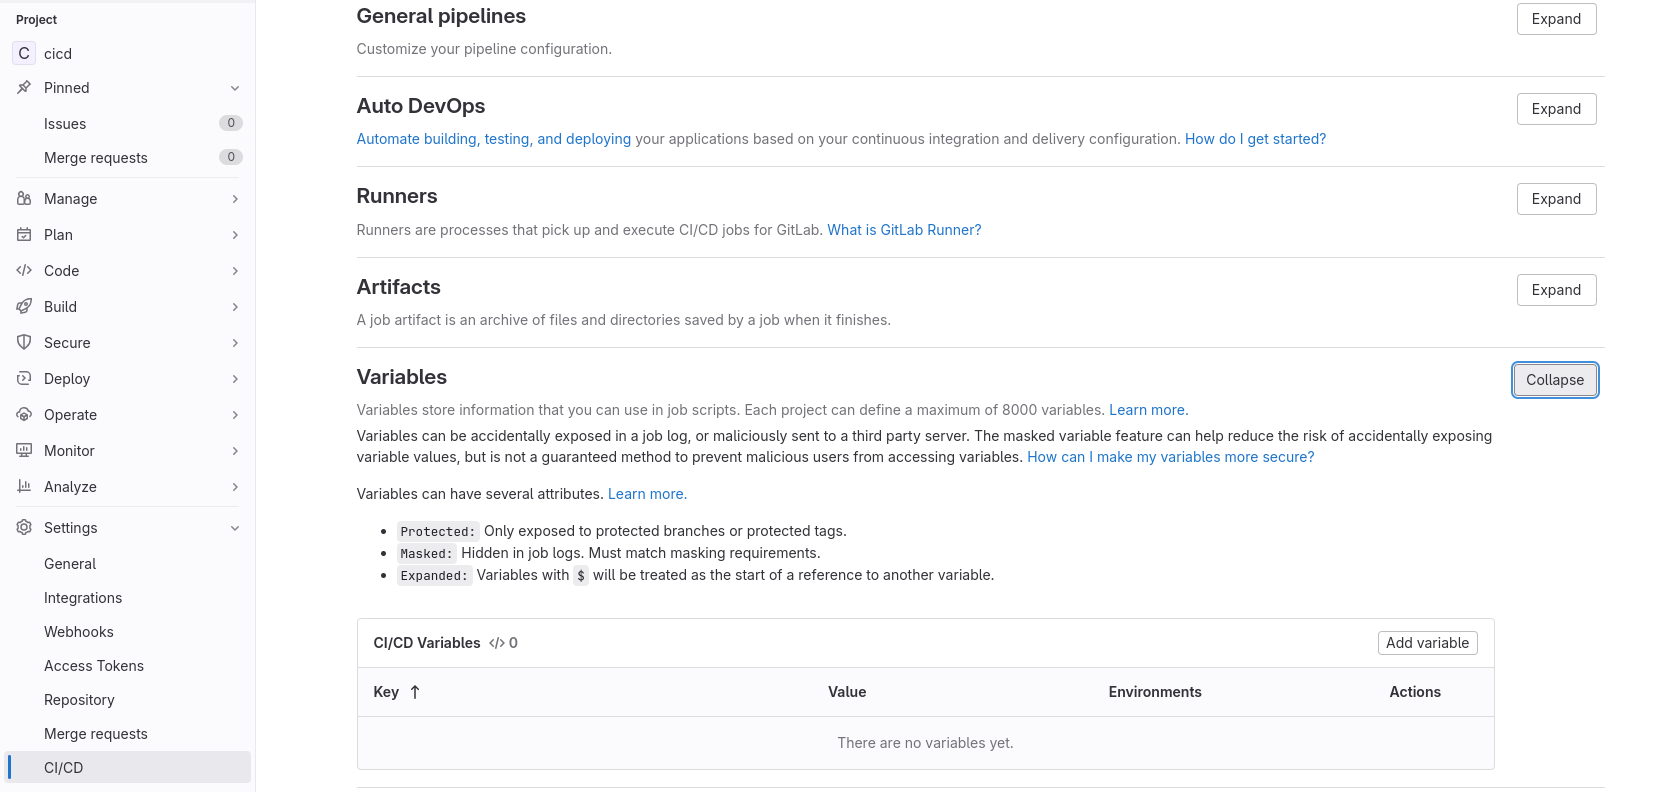 Project
C cicd
Pinned
Issues 0
Merge requests 0
Manage
Plan
Code
Build
Secure
Deploy
Operate
Monitor
Analyze
Settings
General
Integrations
Webhooks
Access Tokens
Repository
Merge requests
CI/CD
General pipelines
Expand
Customize your pipeline configuration.
Auto DevOps
Expand
Automate building, testing, and deploying your applications based on your continuous integration and delivery configuration. How do I get started?
Runners
Expand
Runners are processes that pick up and execute CI/CD jobs for GitLab. What is GitLab Runner?
Artifacts
Expand
A job artifact is an archive of files and directories saved by a job when it finishes.
Variables
Collapse
Variables store information that you can use in job scripts. Each project can define a maximum of 8000 variables. Learn more.
Variables can be accidentally exposed in a job log, or maliciously sent to a third party server. The masked variable feature can help reduce the risk of accidentally exposing
variable values, but is not a guaranteed method to prevent malicious users from accessing variables. How can I make my variables more secure?
Variables can have several attributes. Learn more.
• Protected: Only exposed to protected branches or protected tags.
• Masked: Hidden in job logs. Must match masking requirements.
• Expanded: Variables with $ will be treated as the start of a reference to another variable.
CI/CD Variables </> 0 Add variable
Key ↑ Value Environments Actions
There are no variables yet.